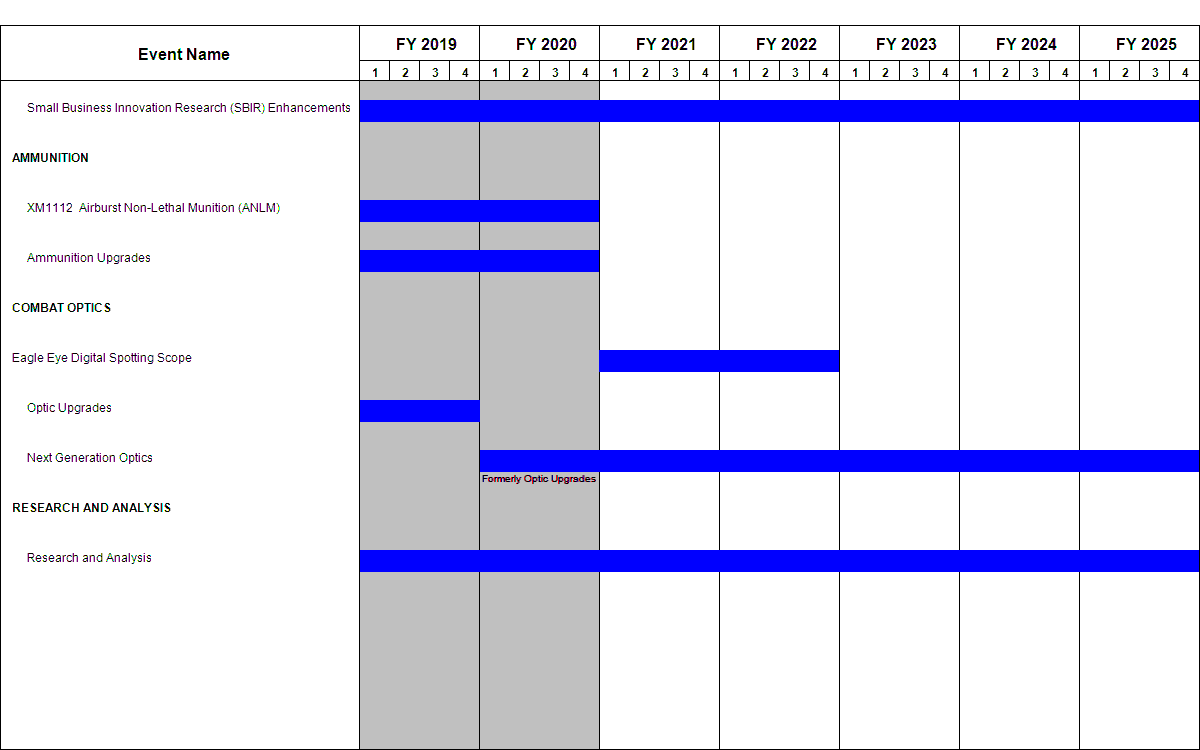 Event Name
FY 2019 FY 2020 FY 2021 FY 2022 FY 2023 FY 2024 FY 2025
1 2 3 4 1 2 3 4 1 2 3 4 1 2 3 4 1 2 3 4 1 2 3 4 1 2 3 4
Small Business Innovation Research (SBIR) Enhancements
AMMUNITION
XM1112 Airburst Non-Lethal Munition (ANLM)
Ammunition Upgrades
COMBAT OPTICS
Eagle Eye Digital Spotting Scope
Optic Upgrades
Next Generation Optics
Formerly Optic Upgrades
RESEARCH AND ANALYSIS
Research and Analysis